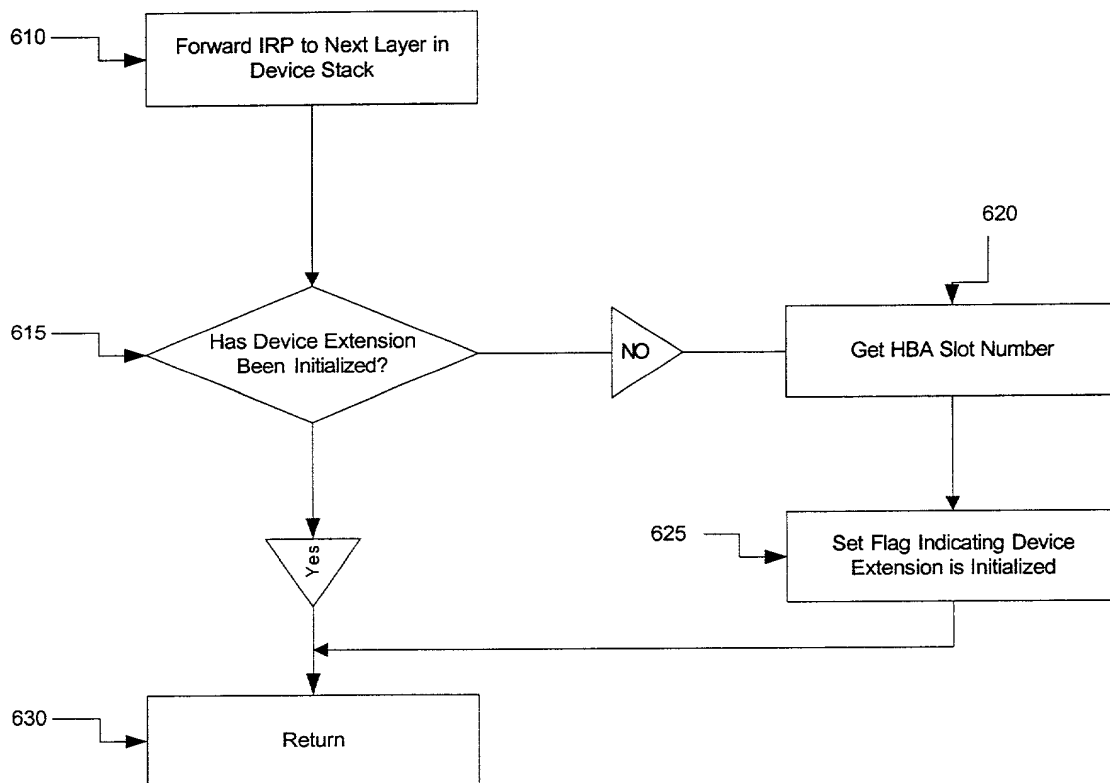 610
Forward IRP to Next Layer in
Device Stack
620
615
Has Device Extension
Been Initialized?
NO
Get HBA Slot Number
625
Set Flag Indicating Device
Extension is Initialized
Yes
630
Return